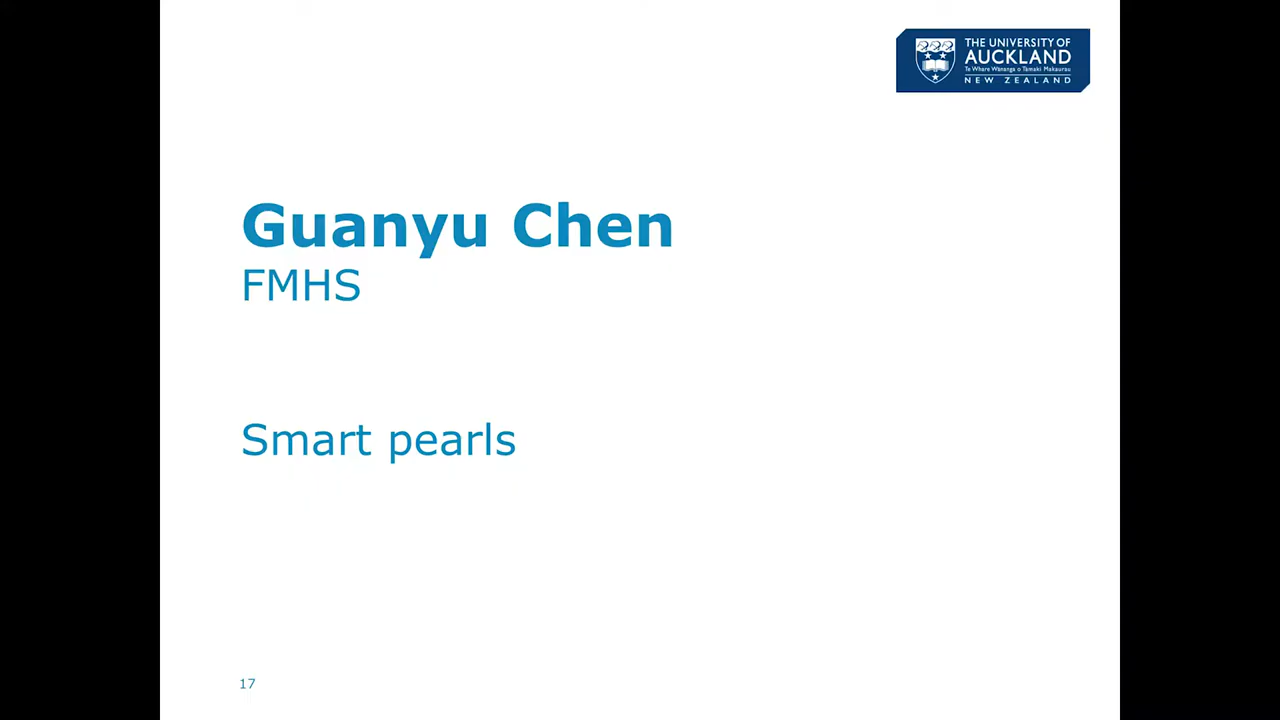 THE UNIVERSITY OF
AUCKLAND
Te Whare Wānanga o Tāmaki Makaurau
NEW ZEALAND
Guanyu Chen
FMHS
Smart pearls
17